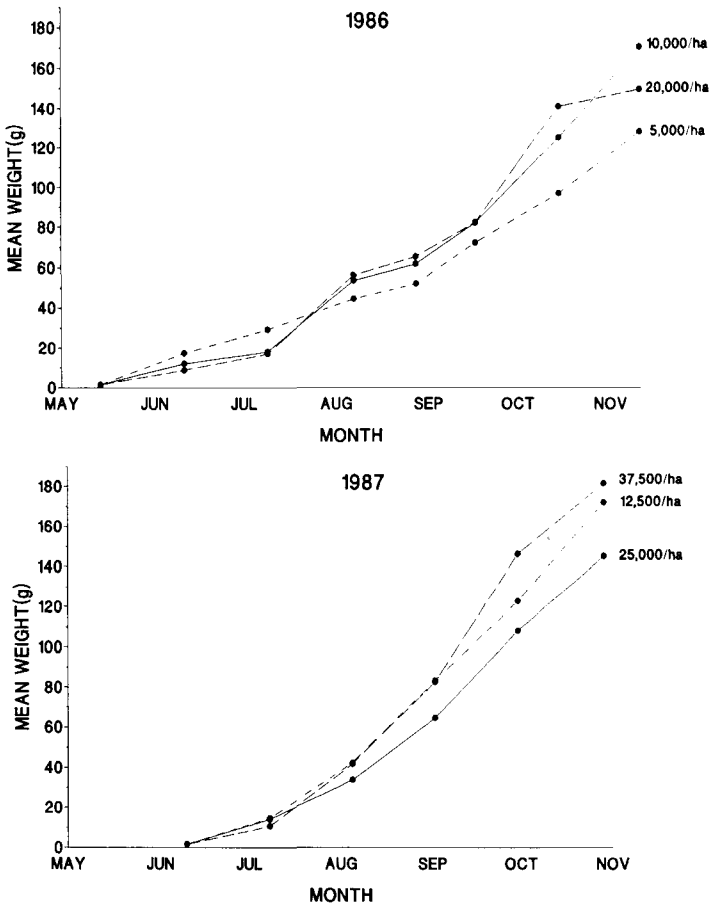 1986
180
160
140
120
100
80
60
40
20
0
MEAN WEIGHT(g)
10,000/ha
20,000/ha
5,000/ha
MAY JUN JUL AUG SEP OCT NOV
MONTH
1987
180
160
140
120
100
80
60
40
20
0
MEAN WEIGHT(g)
37,500/ha
12,500/ha
25,000/ha
MAY JUN JUL AUG SEP OCT NOV
MONTH